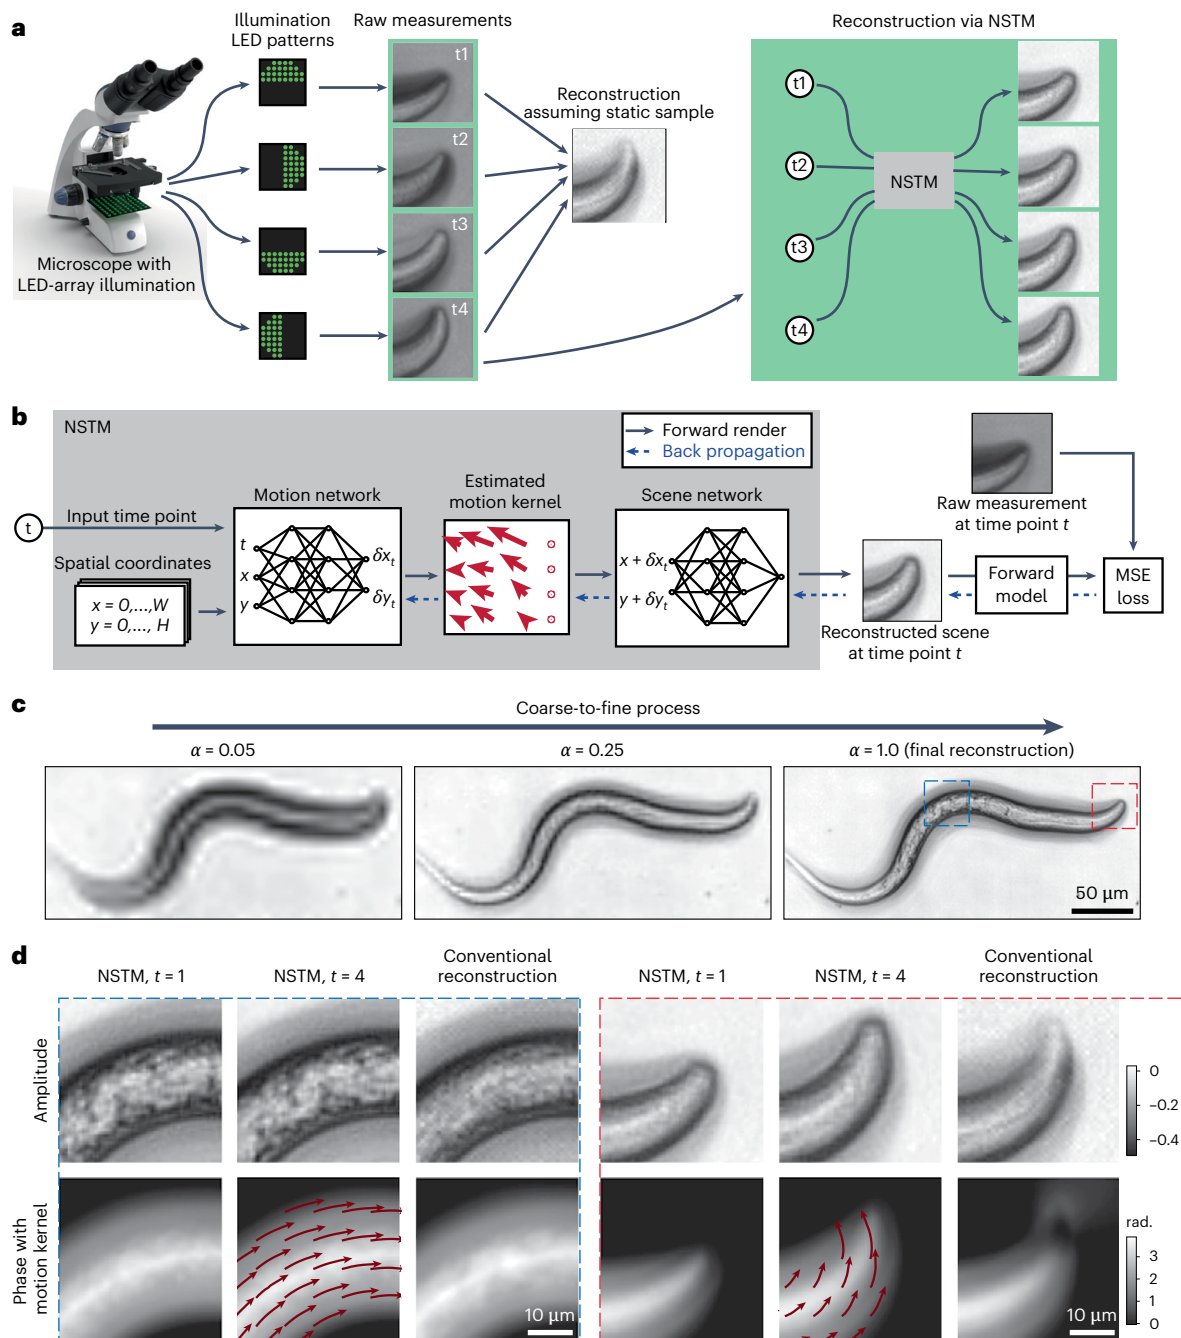 a
Illumination
LED patterns
Raw measurements
Reconstruction via NSTM
t1
t2
t3
t4
Reconstruction
assuming static sample
t1
t2
t3
t4
NSTM
Microscope with
LED-array illumination
b
NSTM
Forward render
Back propagation
t
Input time point
Spatial coordinates
x = 0,...,W
y = 0,..., H
Motion network
t
x
y
δxt
δyt
Estimated
motion kernel
Scene network
x + δxt
y + δyt
Raw measurement
at time point t
Reconstructed scene
at time point t
Forward
model
MSE
loss
c
Coarse-to-fine process
α = 0.05
α = 0.25
α = 1.0 (final reconstruction)
50 µm
d
NSTM, t = 1
NSTM, t = 4
Conventional
reconstruction
NSTM, t = 1
NSTM, t = 4
Conventional
reconstruction
Amplitude
0
−0.2
−0.4
Phase with
motion kernel
10 µm
10 µm
rad.
3
2
1
0